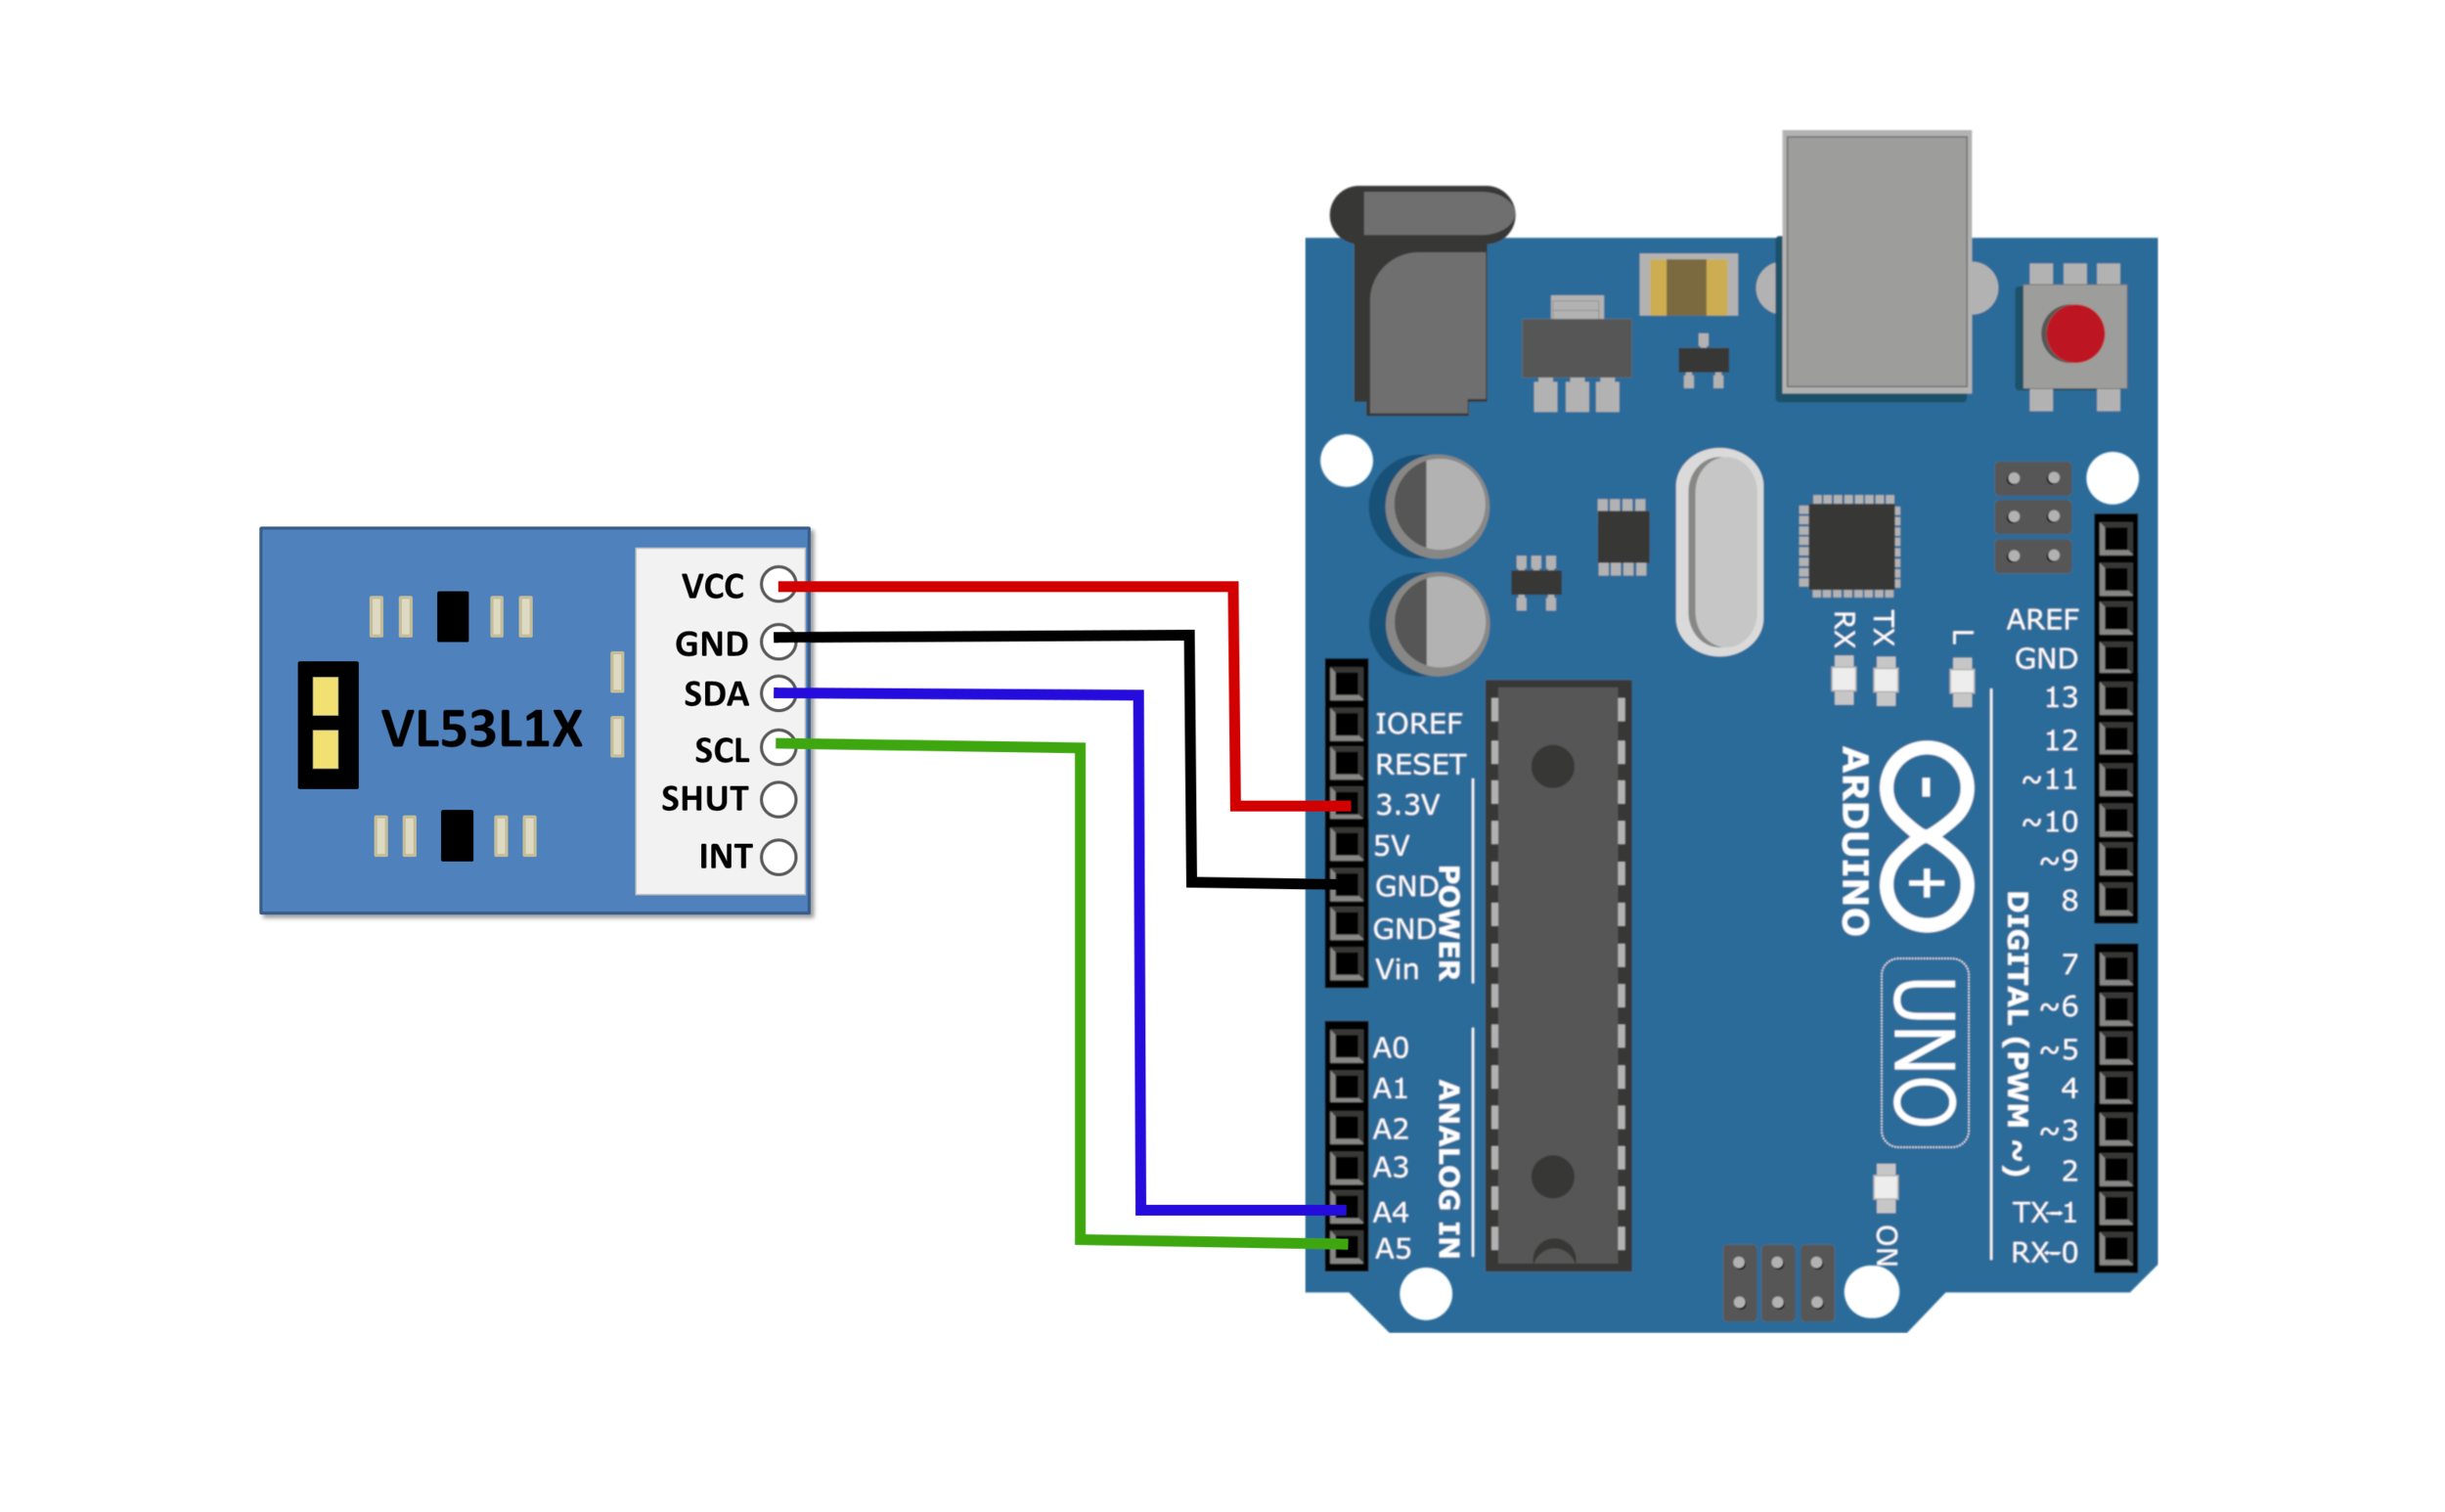 VL53L1X
VCC
GND
SDA
SCL
SHUT
INT
IOREF
RESET
3.3V
5V
GND
GND
Vin
POWER
A0
A1
A2
A3
A4
A5
ANALOG IN
RX
TX
L
ARDUINO
UNO
ON
AREF
GND
13
12
~11
~10
~9
8
7
~6
~5
4
~3
2
TX→1
RX←0
DIGITAL (PWM ~)